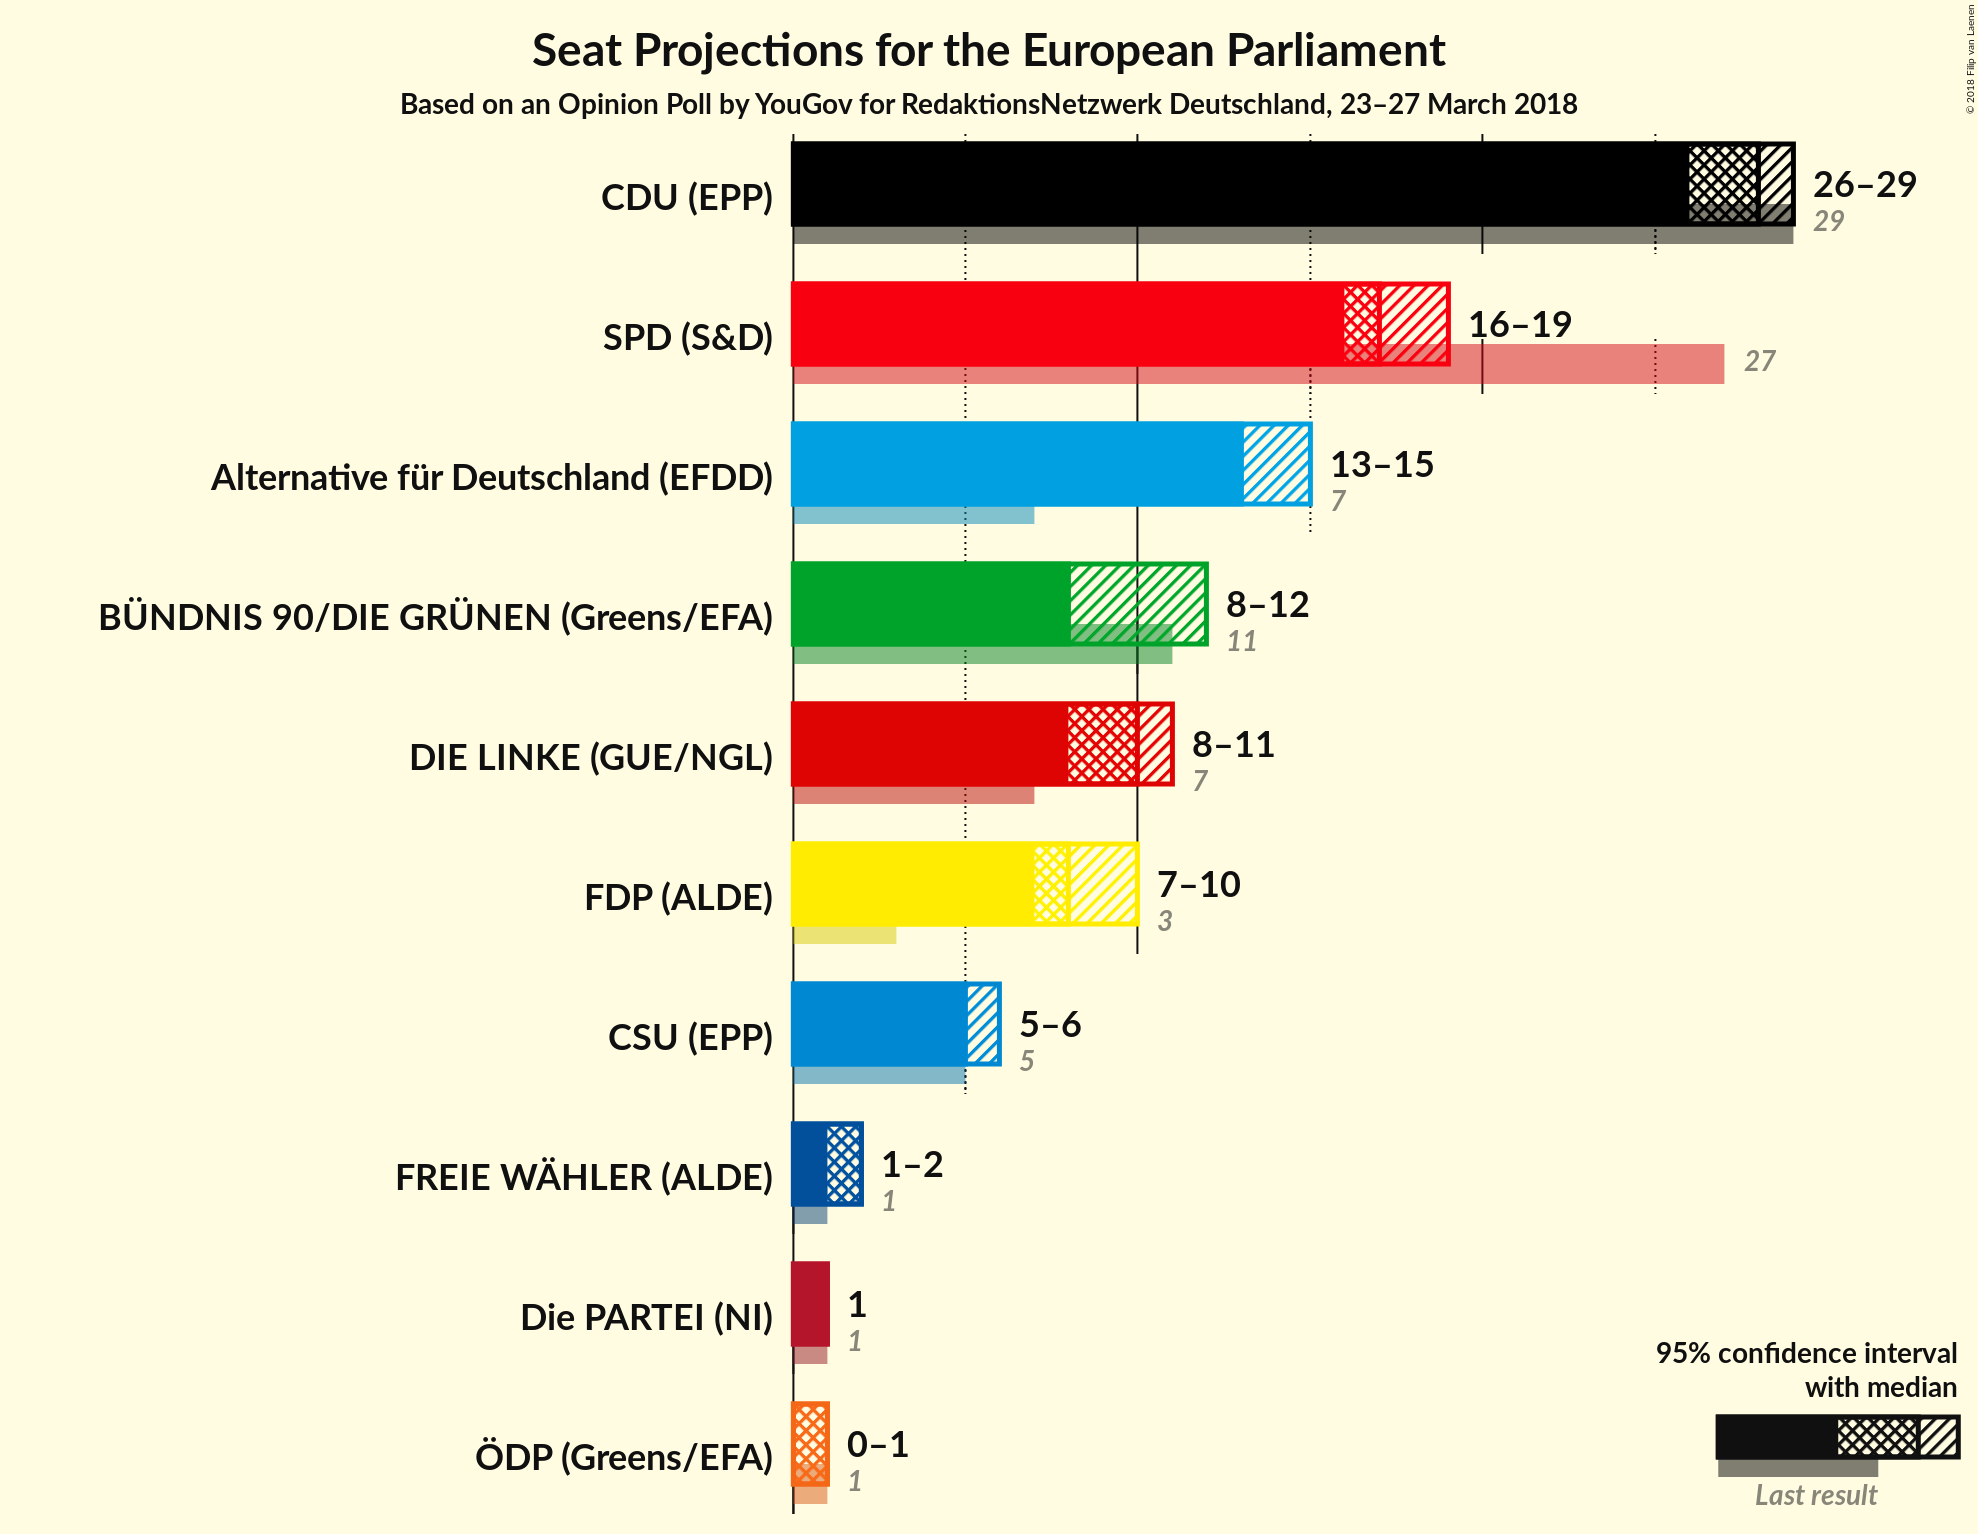 Seat Projections for the European Parliament
Based on an Opinion Poll by YouGov for RedaktionsNetzwerk Deutschland, 23–27 March 2018
© 2018 Filip van Laenen
CDU (EPP)
26–29
29
SPD (S&D)
16–19
27
Alternative für Deutschland (EFDD)
13–15
7
BÜNDNIS 90/DIE GRÜNEN (Greens/EFA)
8–12
11
DIE LINKE (GUE/NGL)
8–11
7
FDP (ALDE)
7–10
3
CSU (EPP)
5–6
5
FREIE WÄHLER (ALDE)
1–2
1
Die PARTEI (NI)
1
1
ÖDP (Greens/EFA)
0–1
1
95% confidence interval
with median
Last result